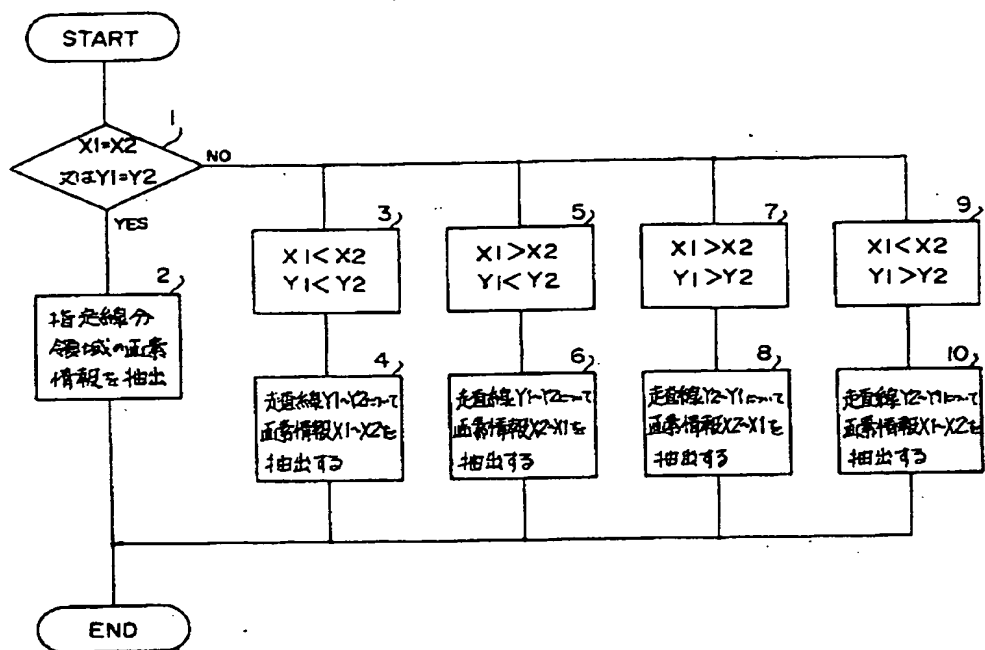 START
1
X1=X2
又はY1=Y2
NO
YES
2
指定線分
領域の画素
情報を抽出
3
X1<X2
Y1<Y2
4
走査線Y1~Y2について
画素情報X1~X2を
抽出する
5
X1>X2
Y1<Y2
6
走査線Y1~Y2について
画素情報X2~X1を
抽出する
7
X1>X2
Y1>Y2
8
走査線Y2~Y1について
画素情報X2~X1を
抽出する
9
X1<X2
Y1>Y2
10
走査線Y2~Y1について
画素情報X1~X2を
抽出する
END